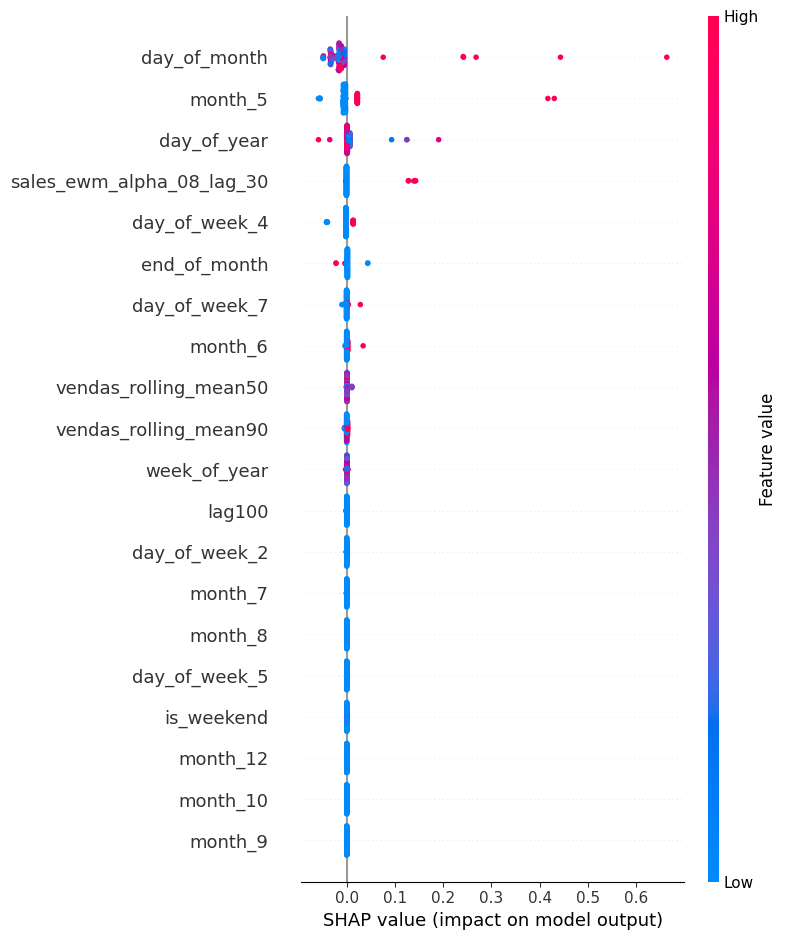 High
day_of_month
month_5
day_of_year
sales_ewm_alpha_08_lag_30
day_of_week_4
end_of_month
day_of_week_7
month_6
vendas_rolling_mean50
vendas_rolling_mean90
week_of_year
lag100
day_of_week_2
month_7
month_8
day_of_week_5
is_weekend
month_12
month_10
month_9
Feature value
Low
0.0 0.1 0.2 0.3 0.4 0.5 0.6
SHAP value (impact on model output)